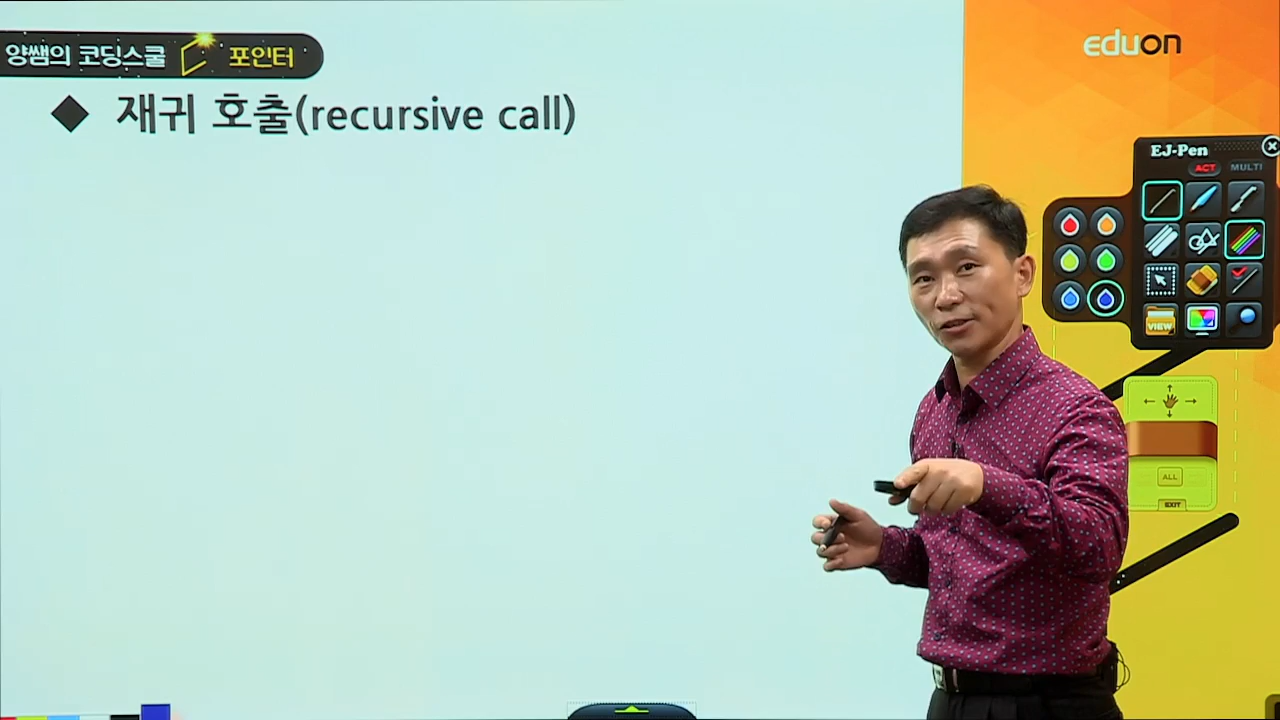 양쌤의 코딩스쿨 포인터
eduon
◆ 재귀 호출(recursive call)
EJ-Pen
ACT MULTI
VIEW
ALL
EXIT